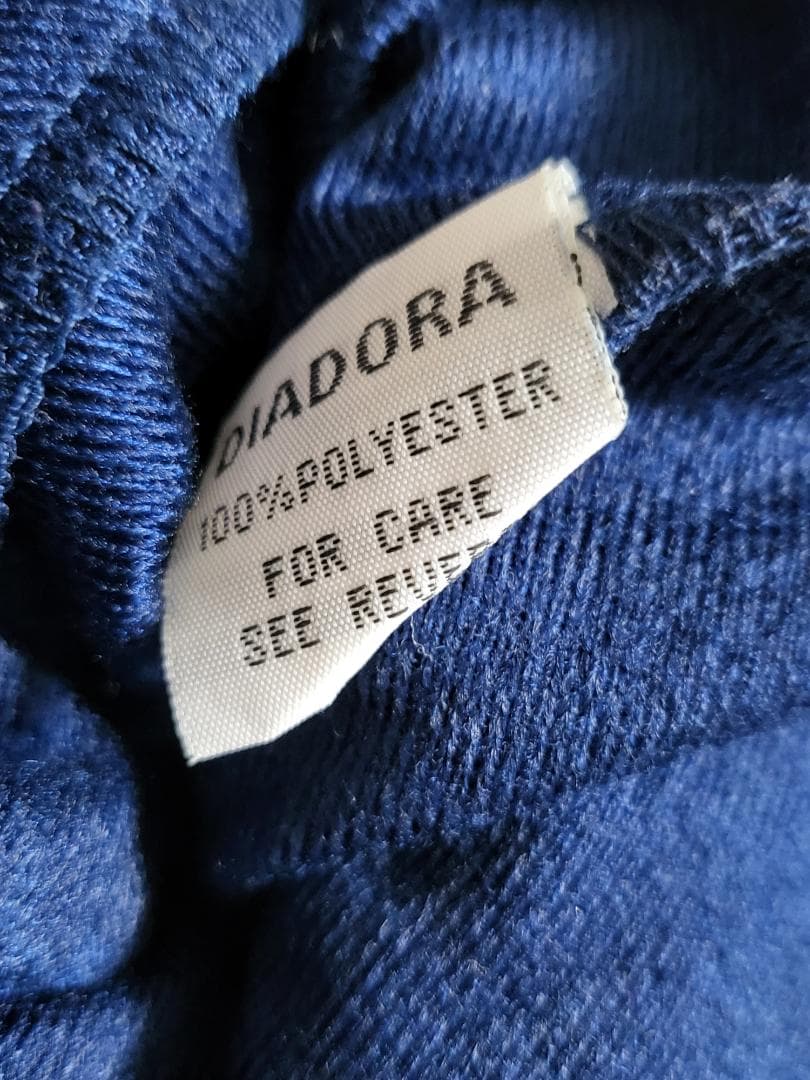 DIADORA
100%POLYESTER
FOR CARE
SEE